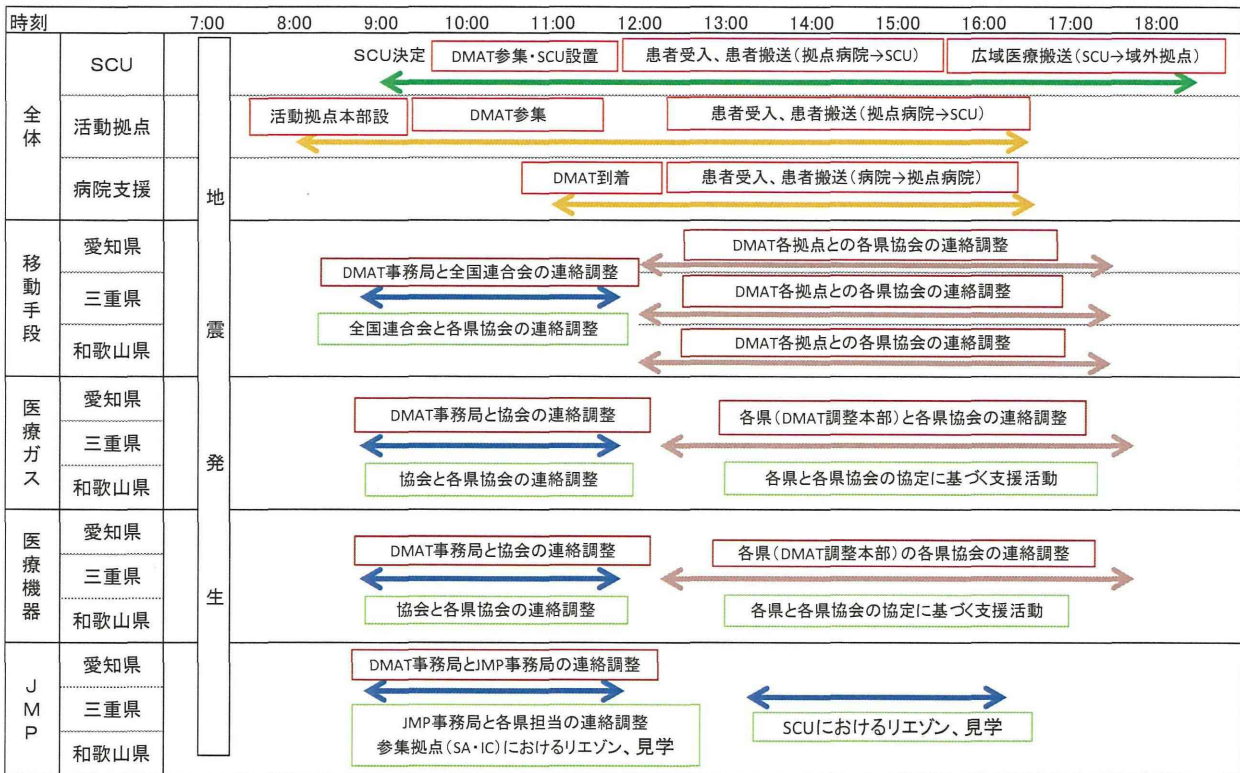 時刻 7:00 8:00 9:00 10:00 11:00 12:00 13:00 14:00 15:00 16:00 17:00 18:00
地震発生
全体
SCU
SCU決定
DMAT参集・SCU設置
患者受入、患者搬送(拠点病院→SCU)
広域医療搬送(SCU→域外拠点)
活動拠点
活動拠点本部設
DMAT参集
患者受入、患者搬送(拠点病院→SCU)
病院支援
DMAT到着
患者受入、患者搬送(病院→拠点病院)
移動手段
愛知県
三重県
和歌山県
DMAT事務局と全国連合会の連絡調整
全国連合会と各県協会の連絡調整
DMAT各拠点との各県協会の連絡調整
DMAT各拠点との各県協会の連絡調整
DMAT各拠点との各県協会の連絡調整
医療ガス
愛知県
三重県
和歌山県
DMAT事務局と協会の連絡調整
協会と各県協会の連絡調整
各県(DMAT調整本部)と各県協会の連絡調整
各県と各県協会の協定に基づく支援活動
医療機器
愛知県
三重県
和歌山県
DMAT事務局と協会の連絡調整
協会と各県協会の連絡調整
各県(DMAT調整本部)の各県協会の連絡調整
各県と各県協会の協定に基づく支援活動
JMP
愛知県
三重県
和歌山県
DMAT事務局とJMP事務局の連絡調整
JMP事務局と各県担当の連絡調整
参集拠点(SA・IC)におけるリエゾン、見学
SCUにおけるリエゾン、見学